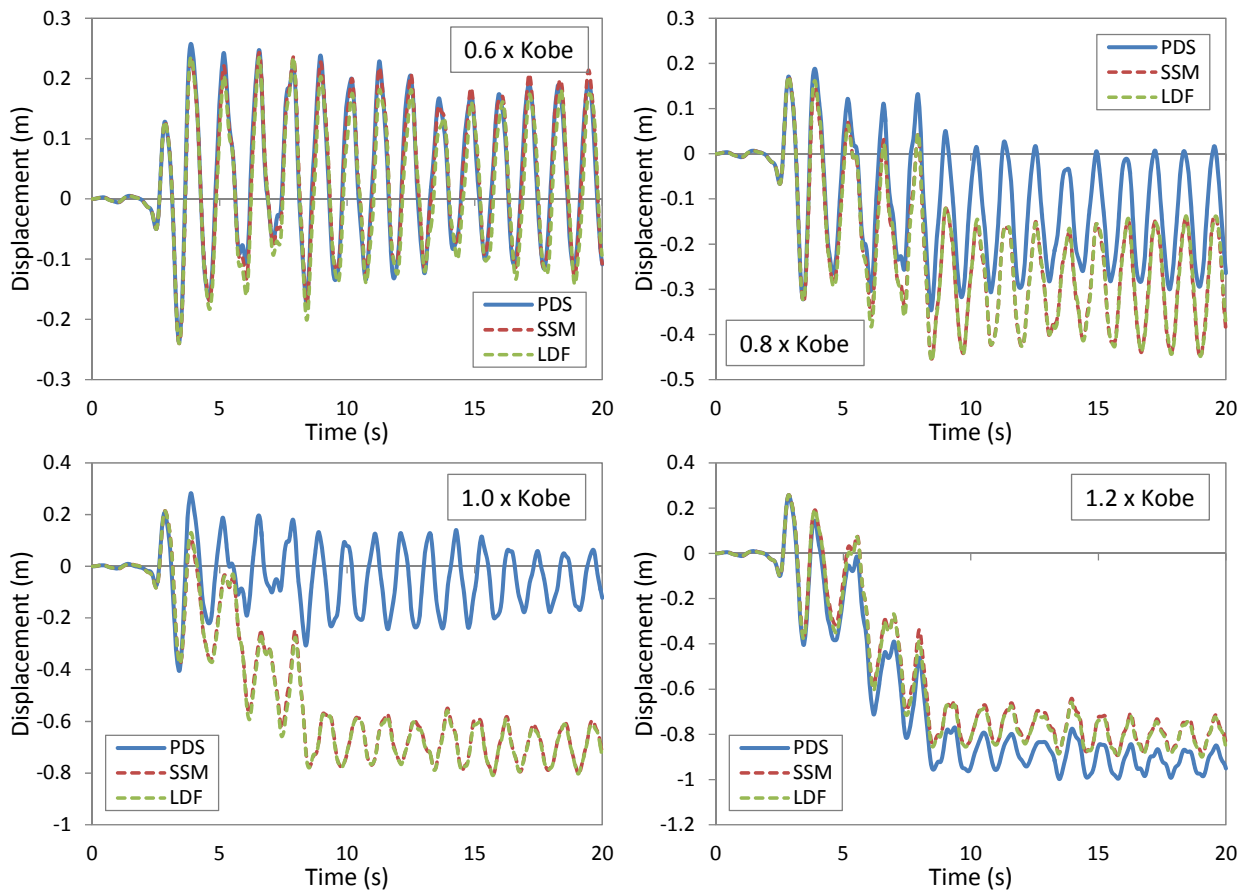 0.3
0.2
0.1
0
-0.1
-0.2
-0.3
Displacement (m)
0.6 x Kobe
PDS
SSM
LDF
0 5 10 15 20
Time (s)
0.3
0.2
0.1
0
-0.1
-0.2
-0.3
-0.4
-0.5
Displacement (m)
PDS
SSM
LDF
0.8 x Kobe
0 5 10 15 20
Time (s)
0.4
0.2
0
-0.2
-0.4
-0.6
-0.8
-1
Displacement (m)
1.0 x Kobe
PDS
SSM
LDF
0 5 10 15 20
Time (s)
0.4
0.2
0
-0.2
-0.4
-0.6
-0.8
-1
-1.2
Displacement (m)
1.2 x Kobe
PDS
SSM
LDF
0 5 10 15 20
Time (s)